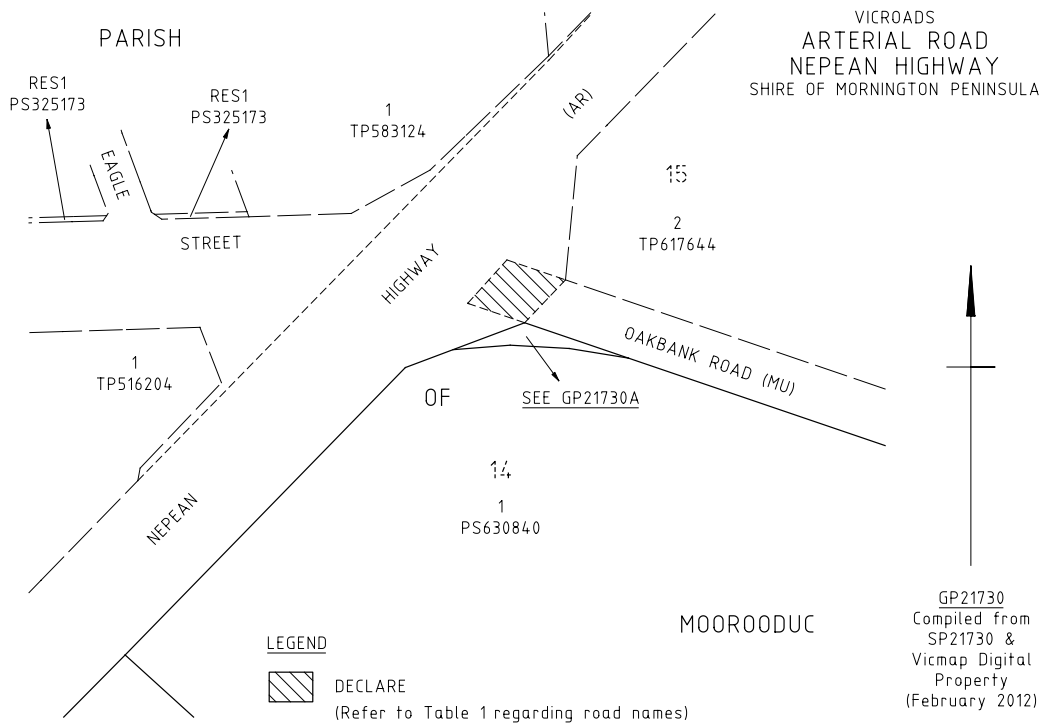 VICROADS
ARTERIAL ROAD
NEPEAN HIGHWAY
SHIRE OF MORNINGTON PENINSULA
PARISH
RES1
PS325173
RES1
PS325173
1
TP583124
(AR)
EAGLE
STREET
15
2
TP617644
HIGHWAY
OAKBANK ROAD (MU)
1
TP516204
OF
SEE GP21730A
14
1
PS630840
NEPEAN
MOOROODUC
GP21730
Compiled from
SP21730 &
Vicmap Digital
Property
(February 2012)
LEGEND
DECLARE
(Refer to Table 1 regarding road names)